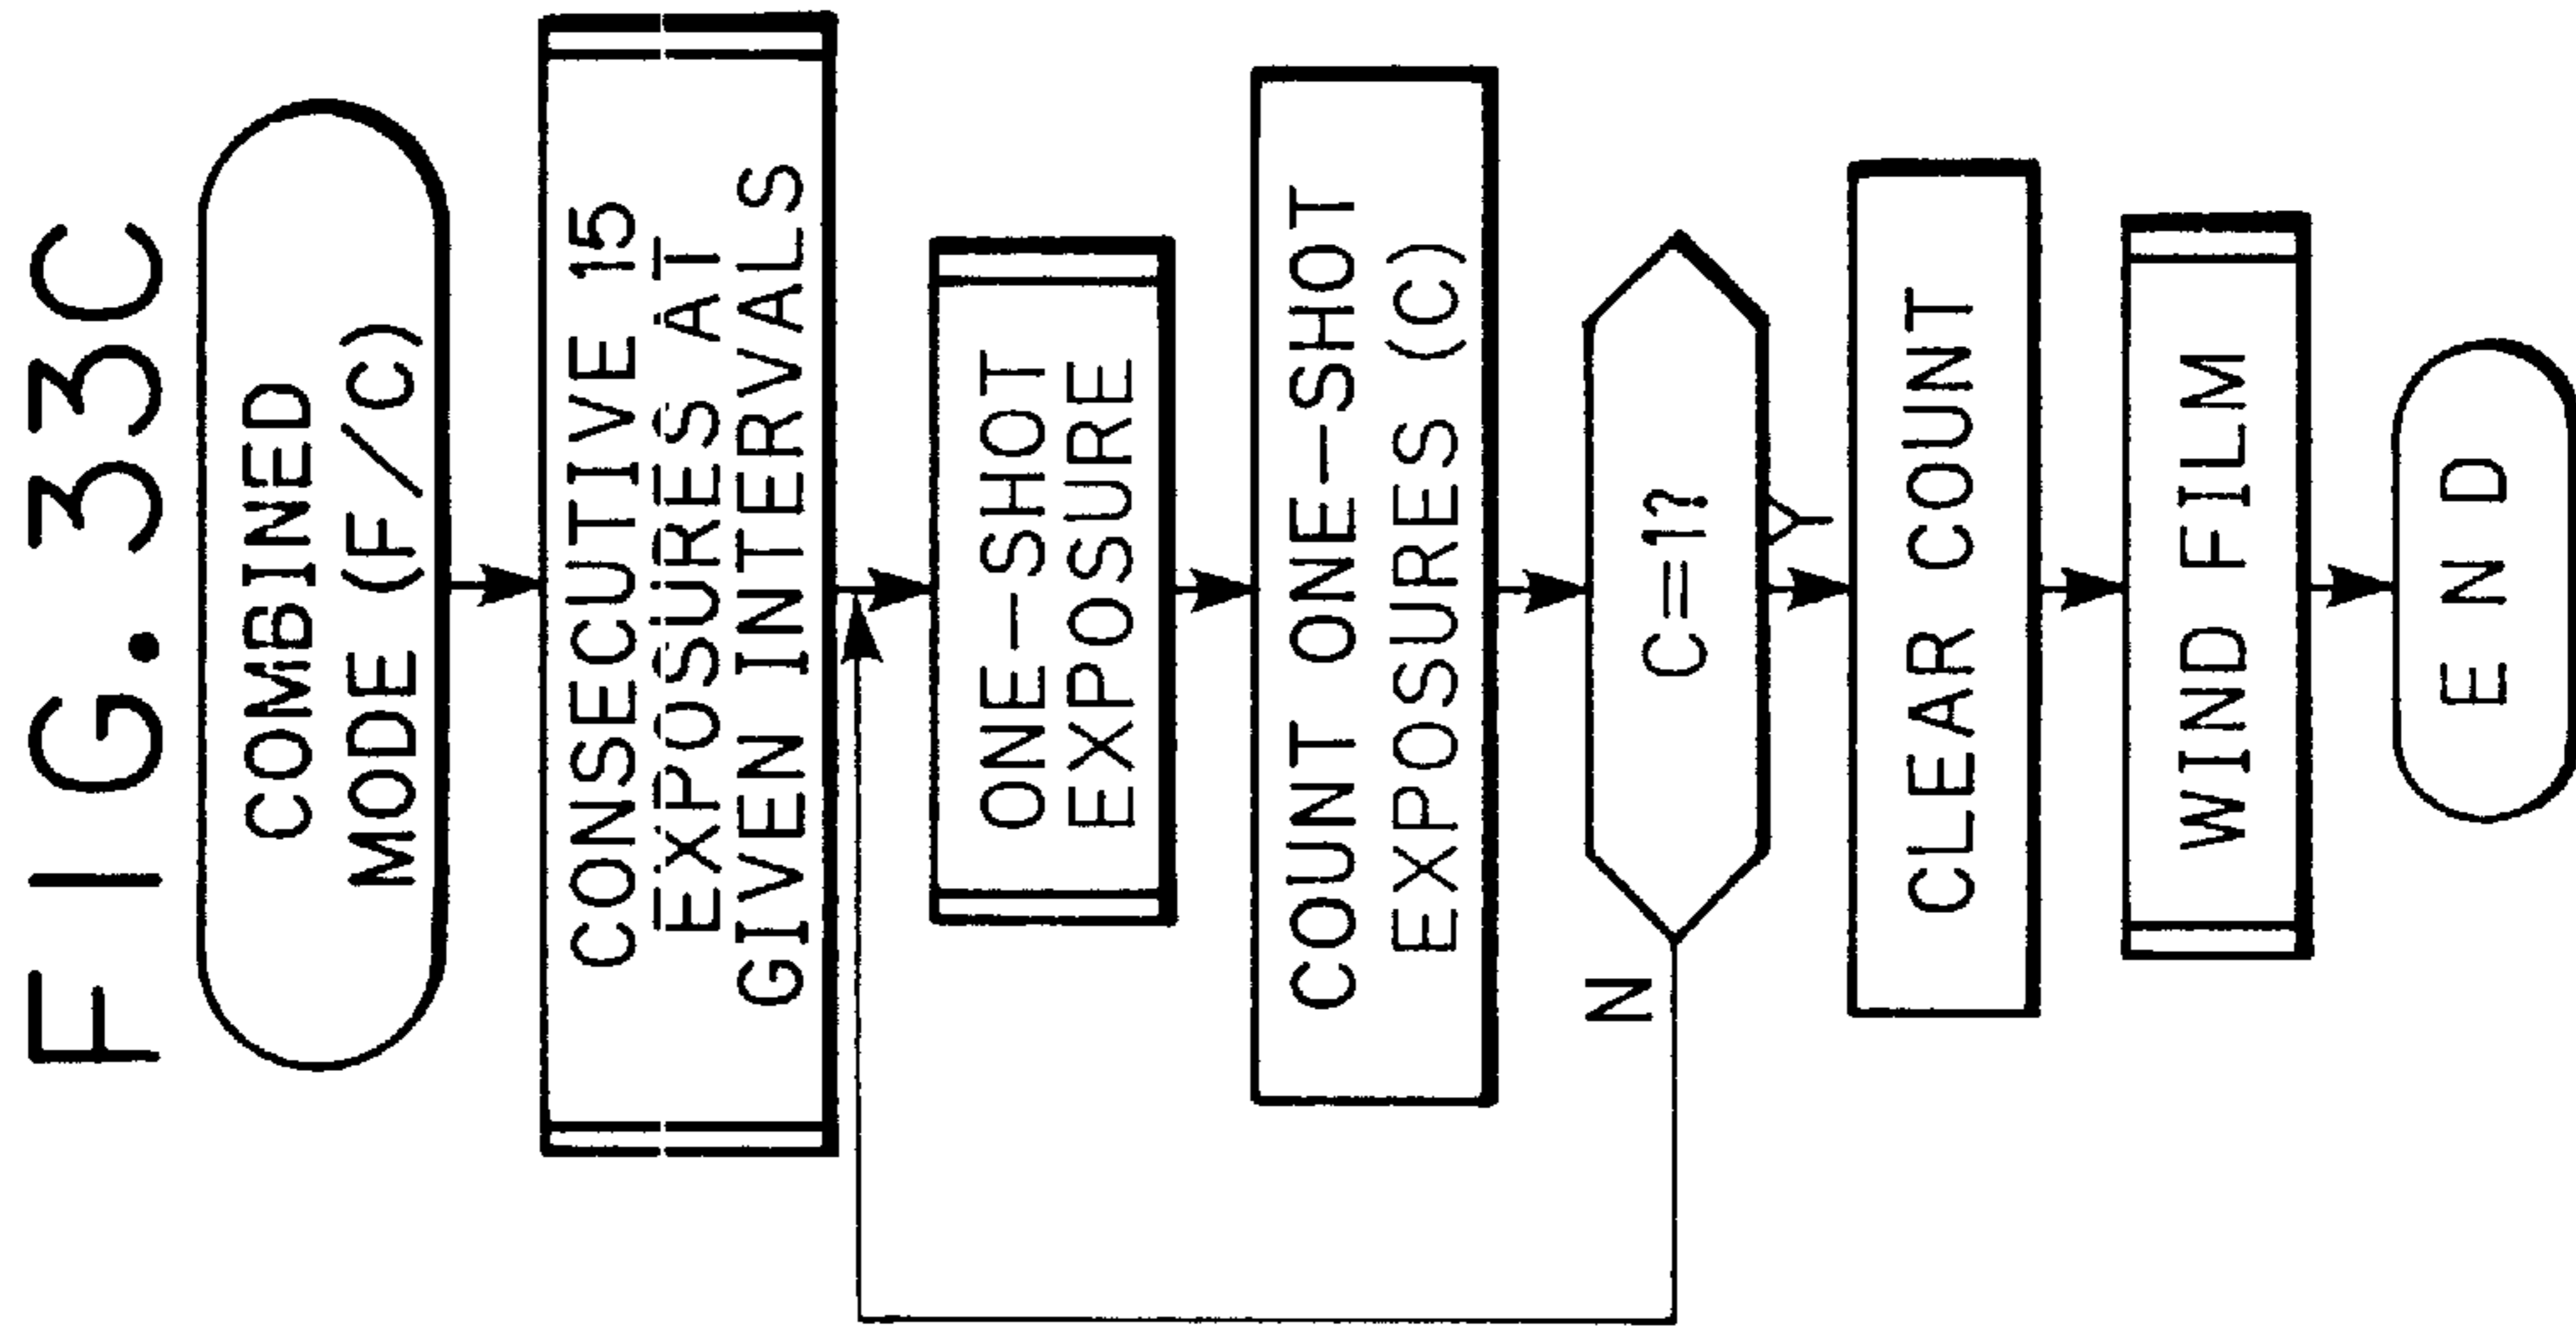 FIG. 33C
COMBINED
MODE (F/C)
CONSECUTIVE 15
EXPOSURES AT
GIVEN INTERVALS
ONE-SHOT
EXPOSURE
COUNT ONE-SHOT
EXPOSURES (C)
C=1?
N
Y
CLEAR COUNT
WIND FILM
END